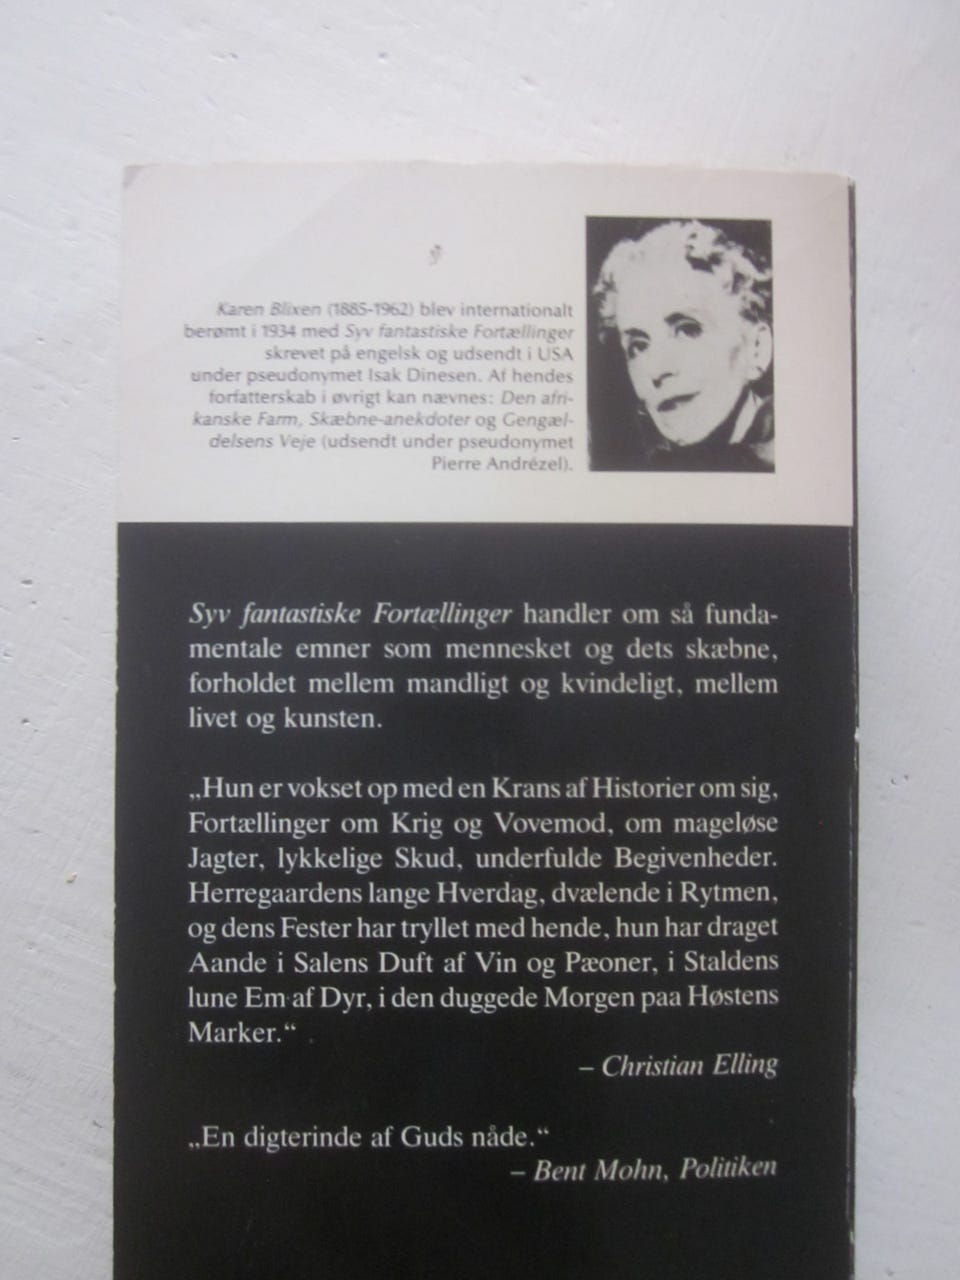 Karen Blixen (1885-1962) blev internationalt
berømt i 1934 med Syv fantastiske Fortællinger
skrevet på engelsk og udsendt i USA
under pseudonymet Isak Dinesen. Af hendes
forfatterskab i øvrigt kan nævnes: Den afri-
kanske Farm, Skæbne-anekdoter og Gengæl-
delsens Veje (udsendt under pseudonymet
Pierre Andrézel).
Syv fantastiske Fortællinger handler om så funda-
mentale emner som mennesket og dets skæbne,
forholdet mellem mandligt og kvindeligt, mellem
livet og kunsten.
„Hun er vokset op med en Krans af Historier om sig,
Fortællinger om Krig og Vovemod, om mageløse
Jagter, lykkelige Skud, underfulde Begivenheder.
Herregaardens lange Hverdag, dvælende i Rytmen,
og dens Fester har tryllet med hende, hun har draget
Aande i Salens Duft af Vin og Pæoner, i Staldens
lune Em af Dyr, i den duggede Morgen paa Høstens
Marker.“
– Christian Elling
„En digterinde af Guds nåde.“
– Bent Mohn, Politiken